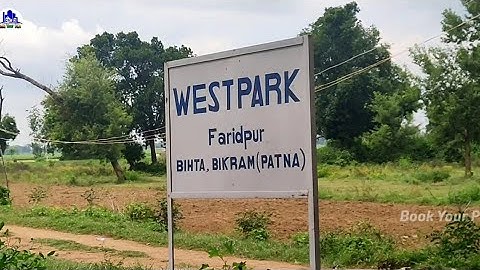 WESTPARK
Faridpur
BIHTA, BIKRAM (PATNA)
Book Your P